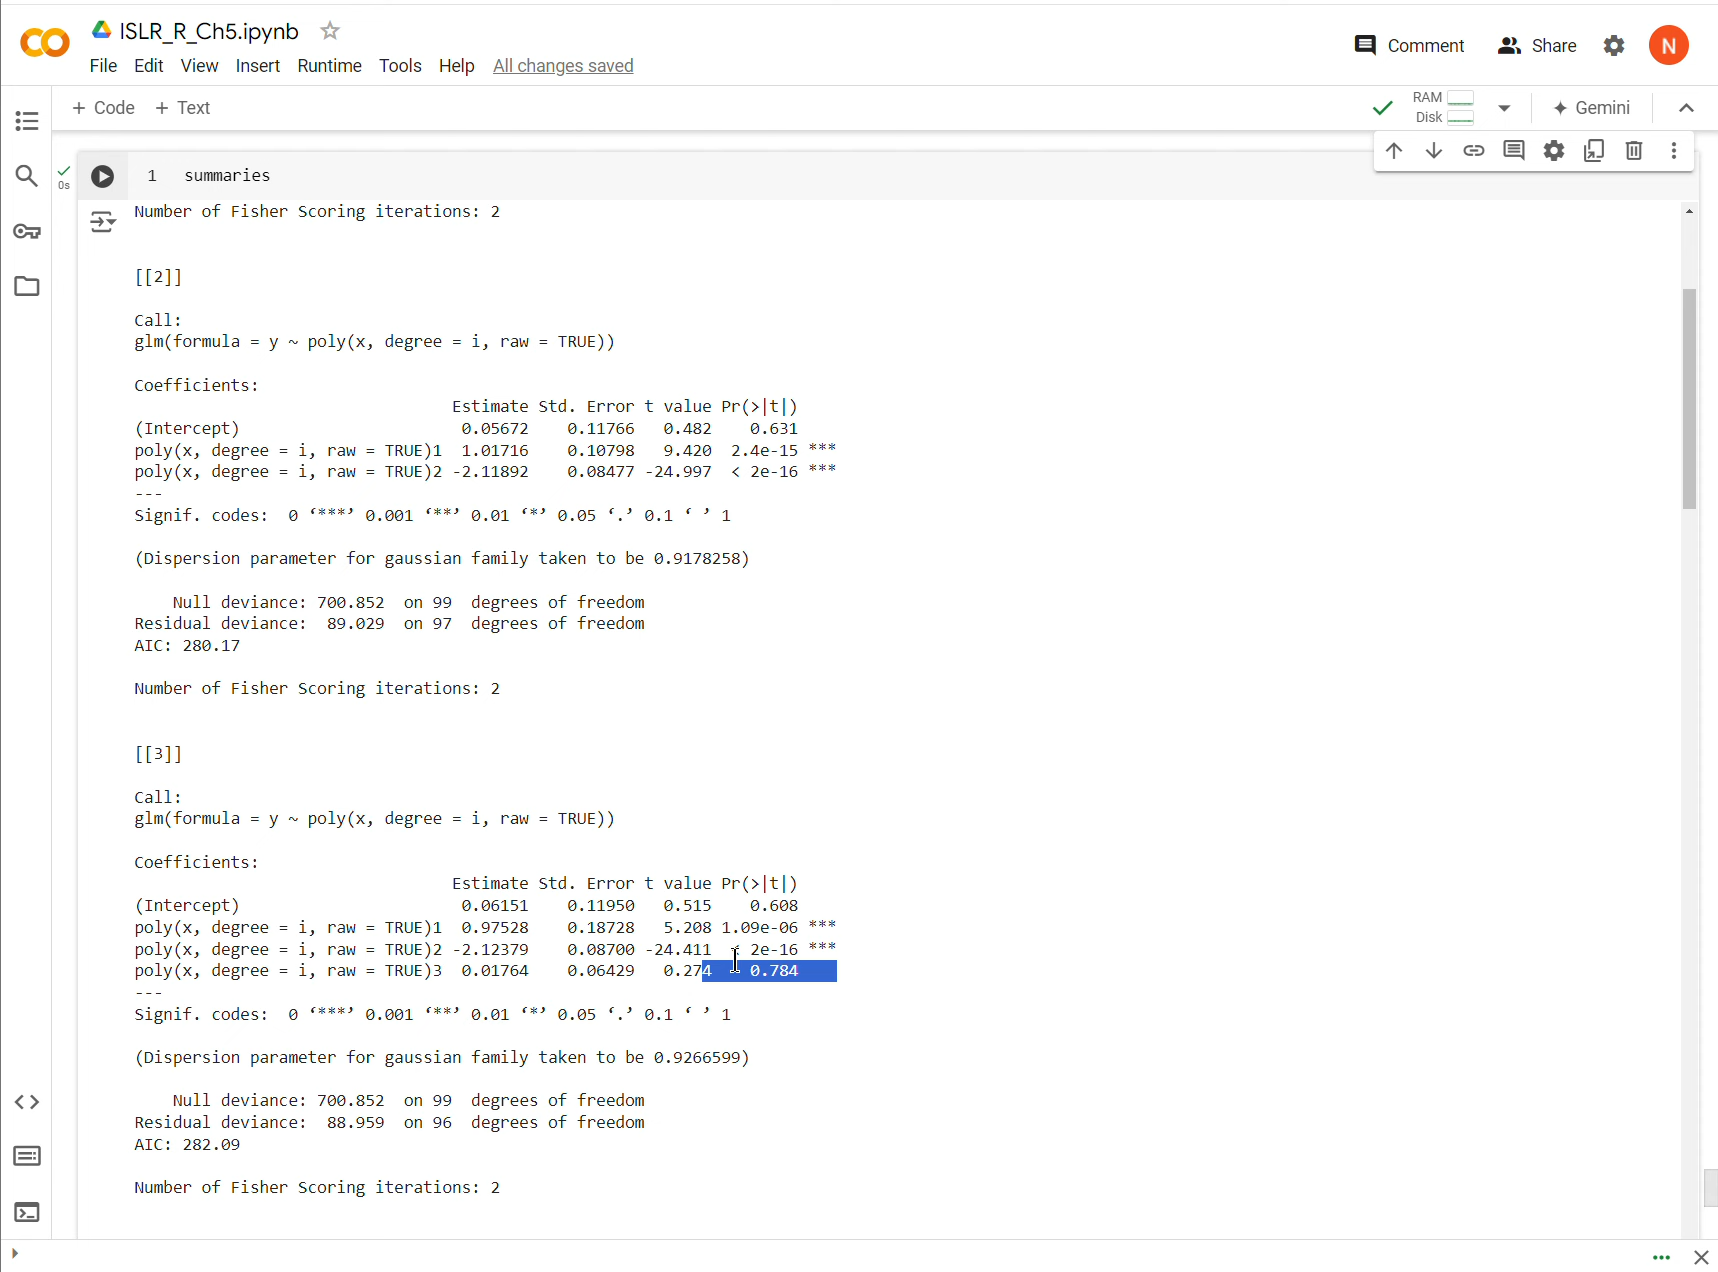 ISLR_R_Ch5.ipynb
Comment
Share
N
File Edit View Insert Runtime Tools Help All changes saved
+ Code + Text
RAM
Disk
Gemini
0s
1 summaries
Number of Fisher Scoring iterations: 2
[[2]]
Call:
glm(formula = y ~ poly(x, degree = i, raw = TRUE))
Coefficients:
Estimate Std. Error t value Pr(>|t|)
(Intercept) 0.05672 0.11766 0.482 0.631
poly(x, degree = i, raw = TRUE)1 1.01716 0.10798 9.420 2.4e-15 ***
poly(x, degree = i, raw = TRUE)2 -2.11892 0.08477 -24.997 < 2e-16 ***
---
Signif. codes: 0 ‘***’ 0.001 ‘**’ 0.01 ‘*’ 0.05 ‘.’ 0.1 ‘ ’ 1
(Dispersion parameter for gaussian family taken to be 0.9178258)
Null deviance: 700.852 on 99 degrees of freedom
Residual deviance: 89.029 on 97 degrees of freedom
AIC: 280.17
Number of Fisher Scoring iterations: 2
[[3]]
Call:
glm(formula = y ~ poly(x, degree = i, raw = TRUE))
Coefficients:
Estimate Std. Error t value Pr(>|t|)
(Intercept) 0.06151 0.11950 0.515 0.608
poly(x, degree = i, raw = TRUE)1 0.97528 0.18728 5.208 1.09e-06 ***
poly(x, degree = i, raw = TRUE)2 -2.12379 0.08700 -24.411 < 2e-16 ***
poly(x, degree = i, raw = TRUE)3 0.01764 0.06429 0.274 0.784
---
Signif. codes: 0 ‘***’ 0.001 ‘**’ 0.01 ‘*’ 0.05 ‘.’ 0.1 ‘ ’ 1
(Dispersion parameter for gaussian family taken to be 0.9266599)
Null deviance: 700.852 on 99 degrees of freedom
Residual deviance: 88.959 on 96 degrees of freedom
AIC: 282.09
Number of Fisher Scoring iterations: 2